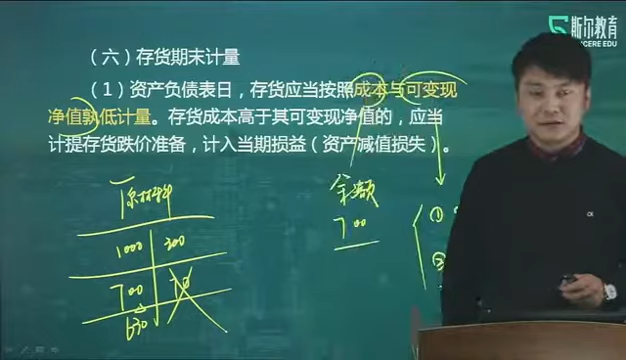 斯尔教育
SINCERE EDU
（六）存货期末计量
（1）资产负债表日，存货应当按照成本与可变现
净值孰低计量。存货成本高于其可变现净值的，应当
计提存货跌价准备，计入当期损益（资产减值损失）。
原材料
1000 300
700
630
余额
700
①
②